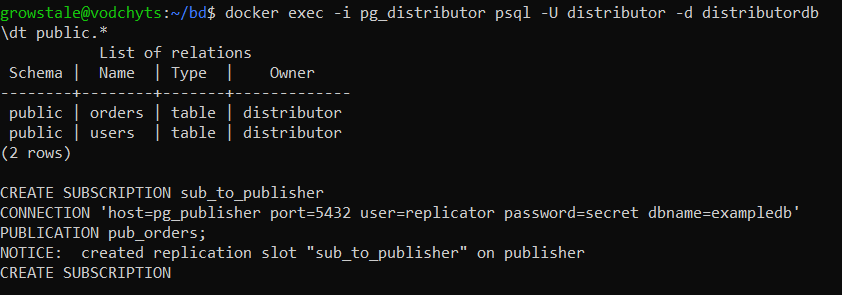 growstale@vodchyts:~/bd$ docker exec -i pg_distributor psql -U distributor -d distributordb
\dt public.*
            List of relations
 Schema |  Name  | Type  |    Owner
--------+--------+-------+-------------
 public | orders | table | distributor
 public | users  | table | distributor
(2 rows)

CREATE SUBSCRIPTION sub_to_publisher
CONNECTION 'host=pg_publisher port=5432 user=replicator password=secret dbname=exampledb'
PUBLICATION pub_orders;
NOTICE:  created replication slot "sub_to_publisher" on publisher
CREATE SUBSCRIPTION